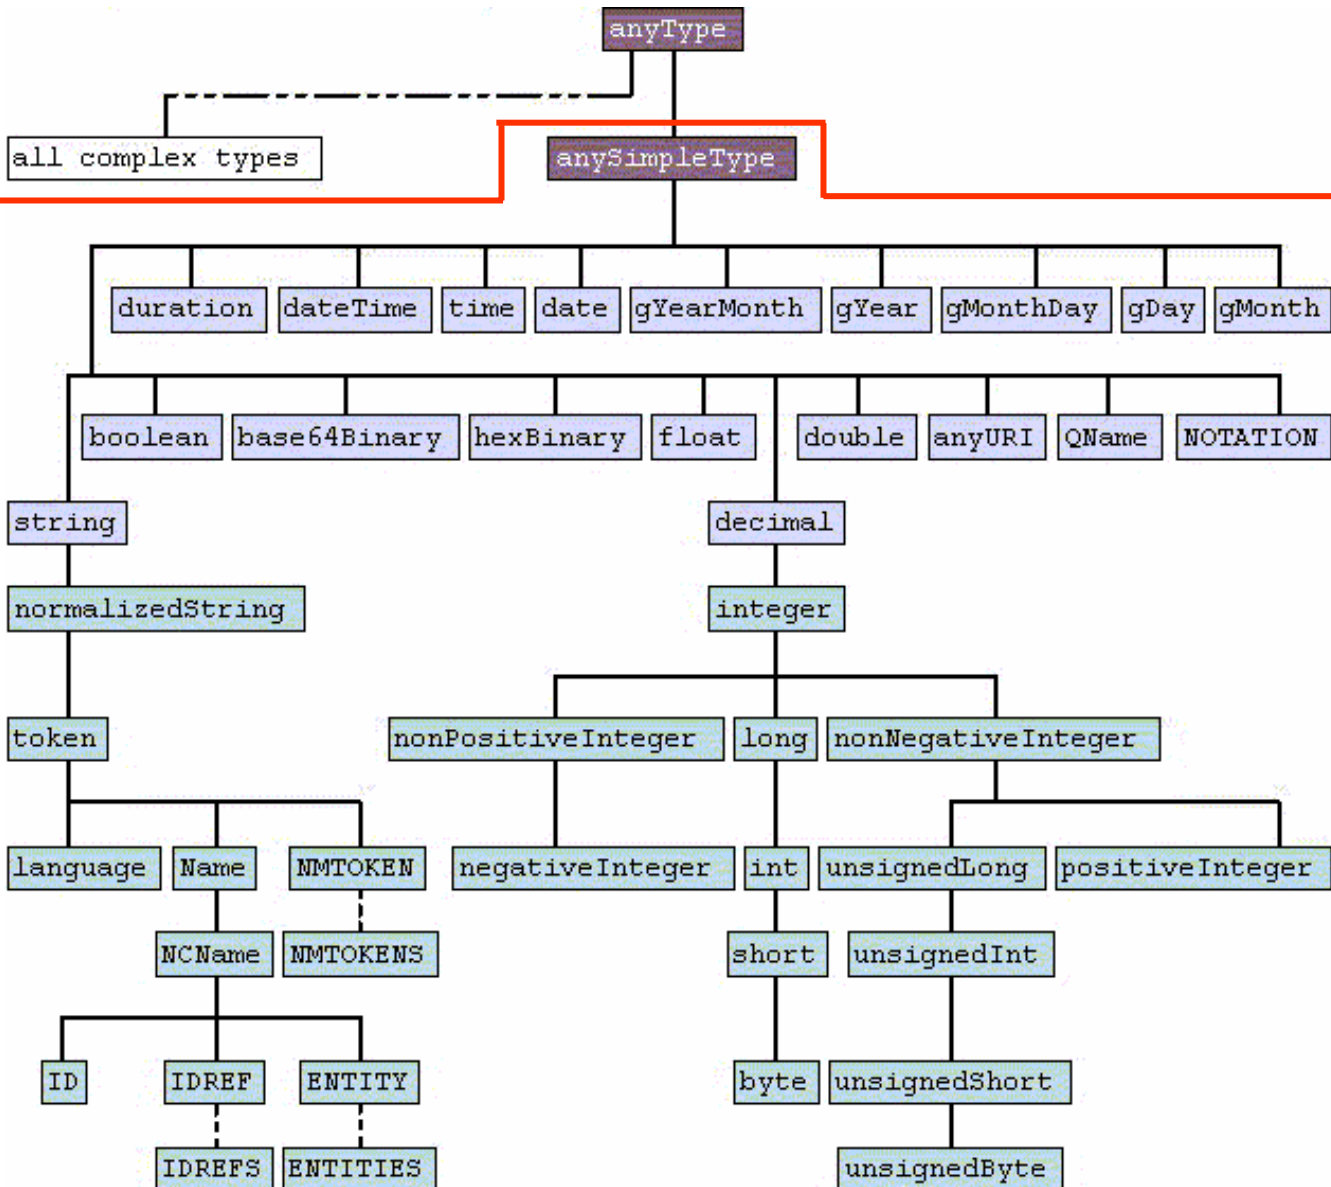 anyType
all complex types
anySimpleType
duration
dateTime
time
date
gYearMonth
gYear
gMonthDay
gDay
gMonth
boolean
base64Binary
hexBinary
float
double
anyURI
QName
NOTATION
string
decimal
normalizedString
integer
token
nonPositiveInteger
long
nonNegativeInteger
language
Name
NMTOKEN
negativeInteger
int
unsignedLong
positiveInteger
NCName
NMTOKENS
short
unsignedInt
ID
IDREF
ENTITY
byte
unsignedShort
IDREFS
ENTITIES
unsignedByte